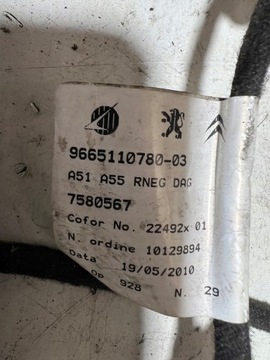 9665110780-03
A51 A55 RNEG DAG
7580567
Cofor No. 22492x 01
N. ordine 10129894
Data 19/05/2010
Op 928 N. 29